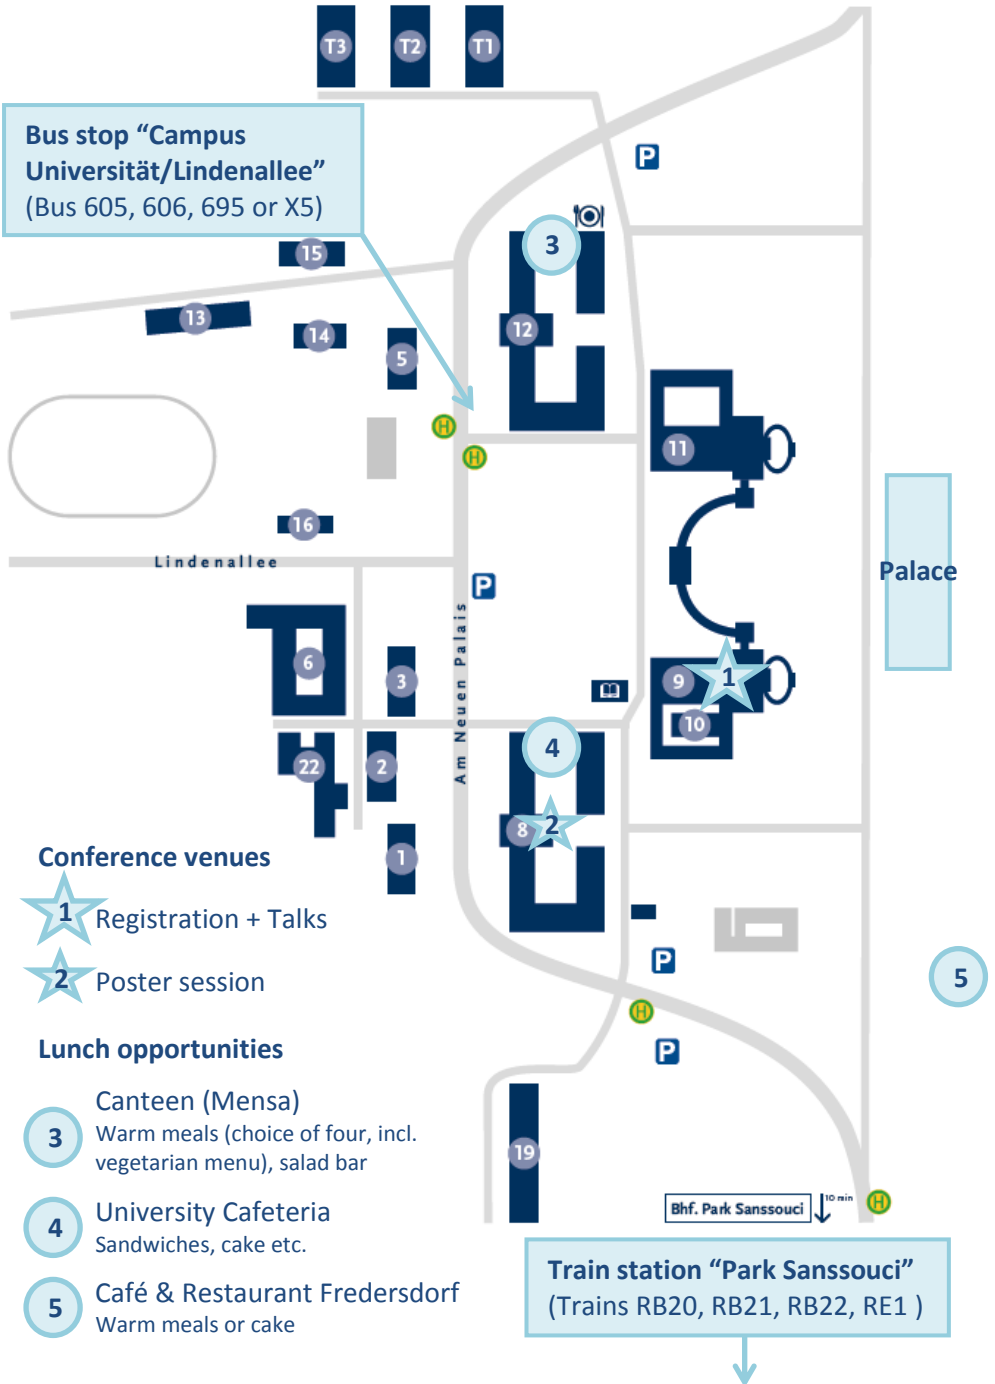 T3
T2
T1
Bus stop “Campus
Universität/Lindenallee”
(Bus 605, 606, 695 or X5)
P
3
15
13
14
12
5
H
H
11
16
Lindenallee
Palace
P
Am Neuen Palais
6
3
9
1
10
4
22
2
8
2
1
Conference venues
1 Registration + Talks
2 Poster session
P
5
H
P
Lunch opportunities
3
Canteen (Mensa)
Warm meals (choice of four, incl.
vegetarian menu), salad bar
19
4
University Cafeteria
Sandwiches, cake etc.
Bhf. Park Sanssouci
10 min
H
5
Café & Restaurant Fredersdorf
Warm meals or cake
Train station “Park Sanssouci”
(Trains RB20, RB21, RB22, RE1 )